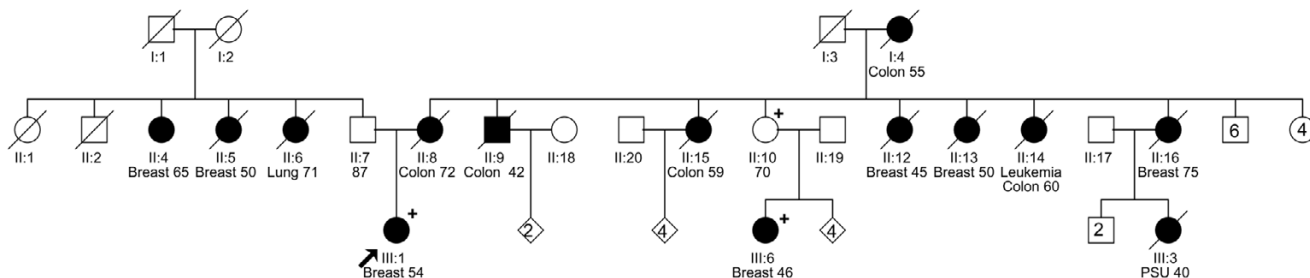 I:1 I:2 I:3 I:4
Colon 55
+
6 4
II:1 II:2 II:4 II:5 II:6 II:7 II:8 II:9 II:18 II:20 II:15 II:10 II:19 II:12 II:13 II:14 II:17 II:16
Breast 65 Breast 50 Lung 71 87 Colon 72 Colon 42 Colon 59 70 Breast 45 Breast 50 Leukemia Breast 75
Colon 60
+ +
2 4 4 2
III:1 III:6 III:3
Breast 54 Breast 46 PSU 40